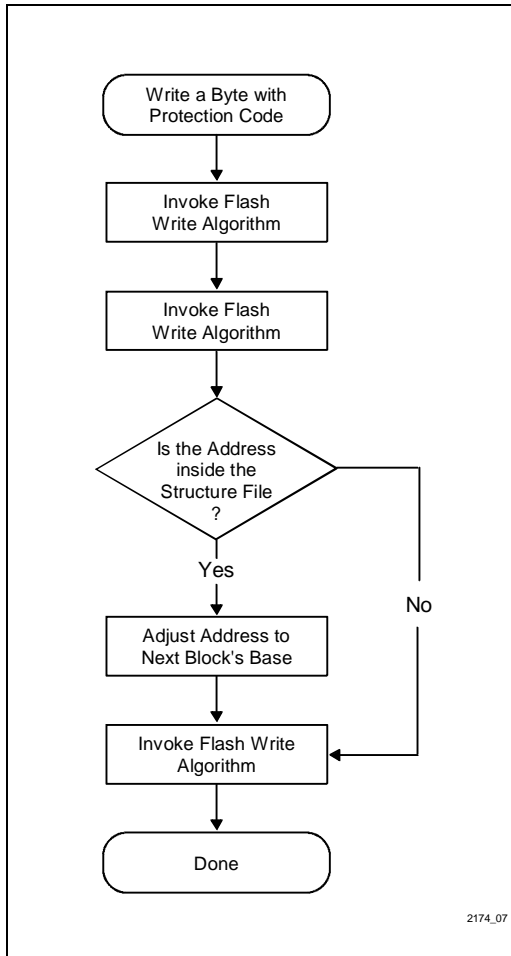 Write a Byte with
Protection Code
Invoke Flash
Write Algorithm
Invoke Flash
Write Algorithm
Is the Address
inside the
Structure File
?
Yes
No
Adjust Address to
Next Block's Base
Invoke Flash Write
Algorithm
Done
2174_07